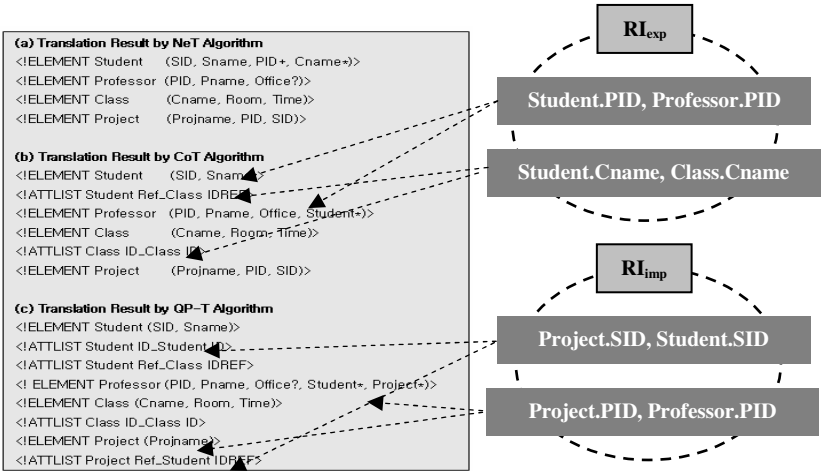 (a) Translation Result by NeT Algorithm
<!ELEMENT Student (SID, Sname, PID+, Cname*)>
<!ELEMENT Professor (PID, Pname, Office?)>
<!ELEMENT Class (Cname, Room, Time)>
<!ELEMENT Project (Projname, PID, SID)>
(b) Translation Result by CoT Algorithm
<!ELEMENT Student (SID, Sname)>
<!ATTLIST Student Ref_Class IDREF>
<!ELEMENT Professor (PID, Pname, Office, Student*)>
<!ELEMENT Class (Cname, Room, Time)>
<!ATTLIST Class ID_Class ID>
<!ELEMENT Project (Projname, PID, SID)>
(c) Translation Result by QP-T Algorithm
<!ELEMENT Student (SID, Sname)>
<!ATTLIST Student ID_Student ID>
<!ATTLIST Student Ref_Class IDREF>
<! ELEMENT Professor (PID, Pname, Office?, Student*, Project*)>
<!ELEMENT Class (Cname, Room, Time)>
<!ATTLIST Class ID_Class ID>
<!ELEMENT Project (Projname)>
<!ATTLIST Project Ref_Student IDREF>
RIexp
Student.PID, Professor.PID
Student.Cname, Class.Cname
RIimp
Project.SID, Student.SID
Project.PID, Professor.PID